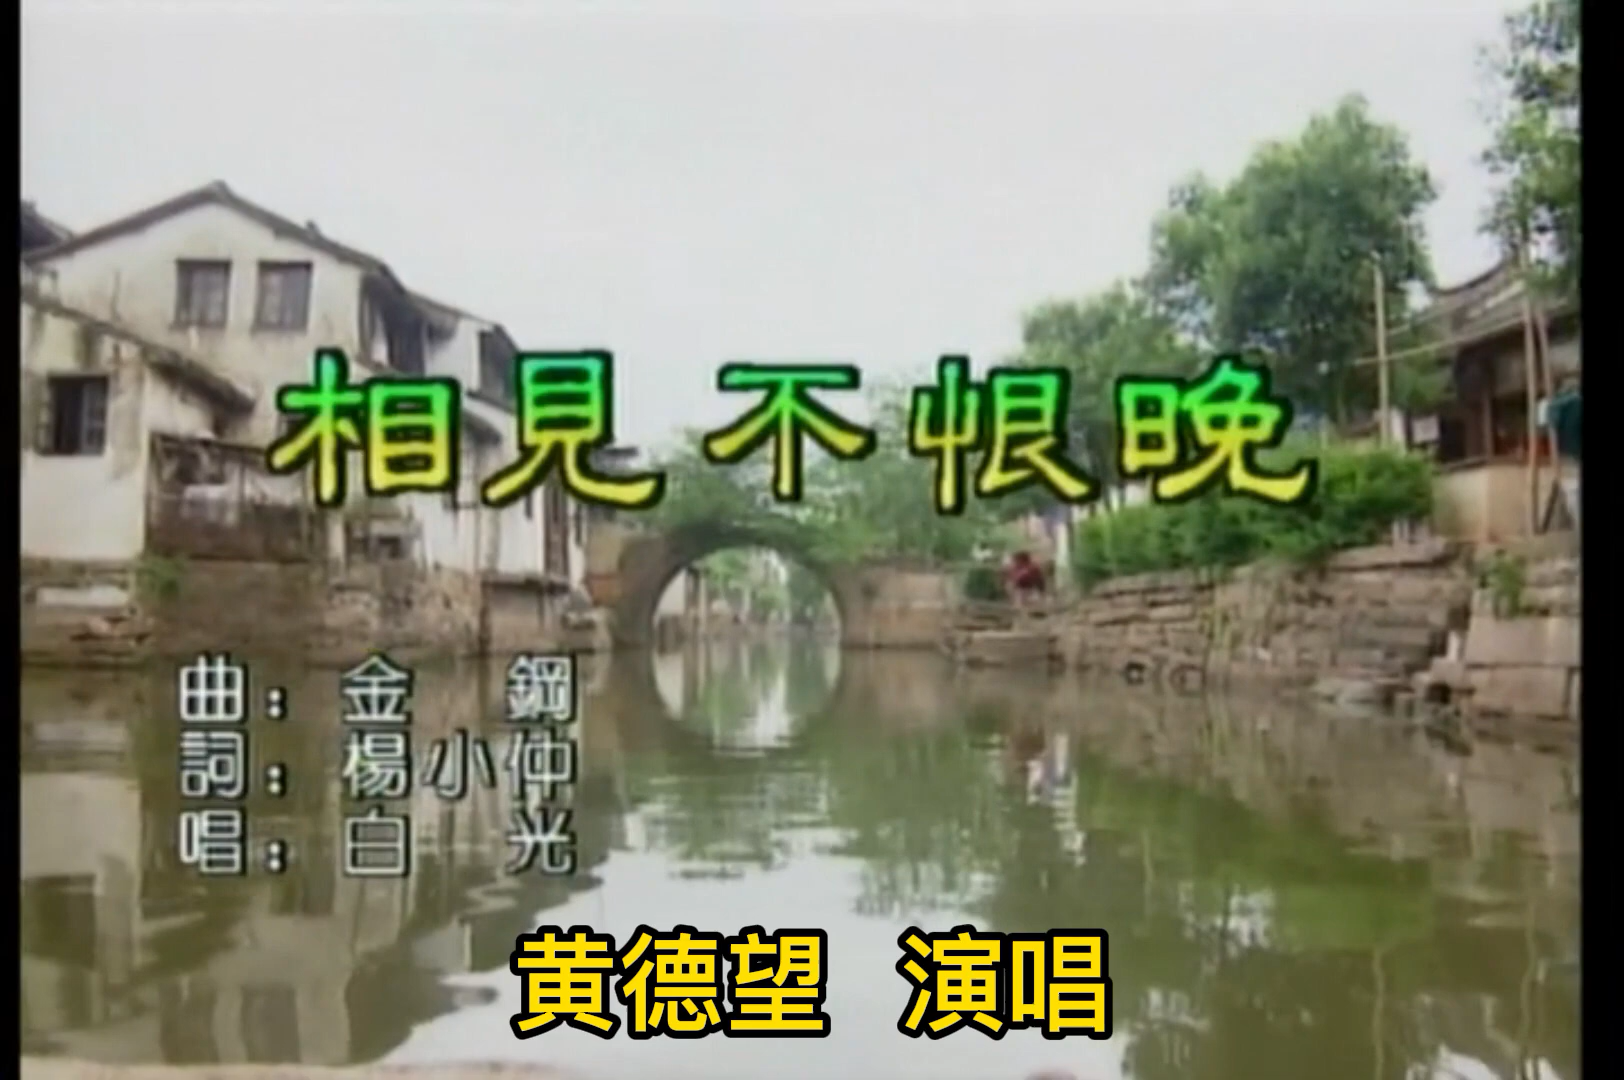 相見不恨晚
曲：金鋼
詞：楊小仲
唱：白光
黄德望 演唱